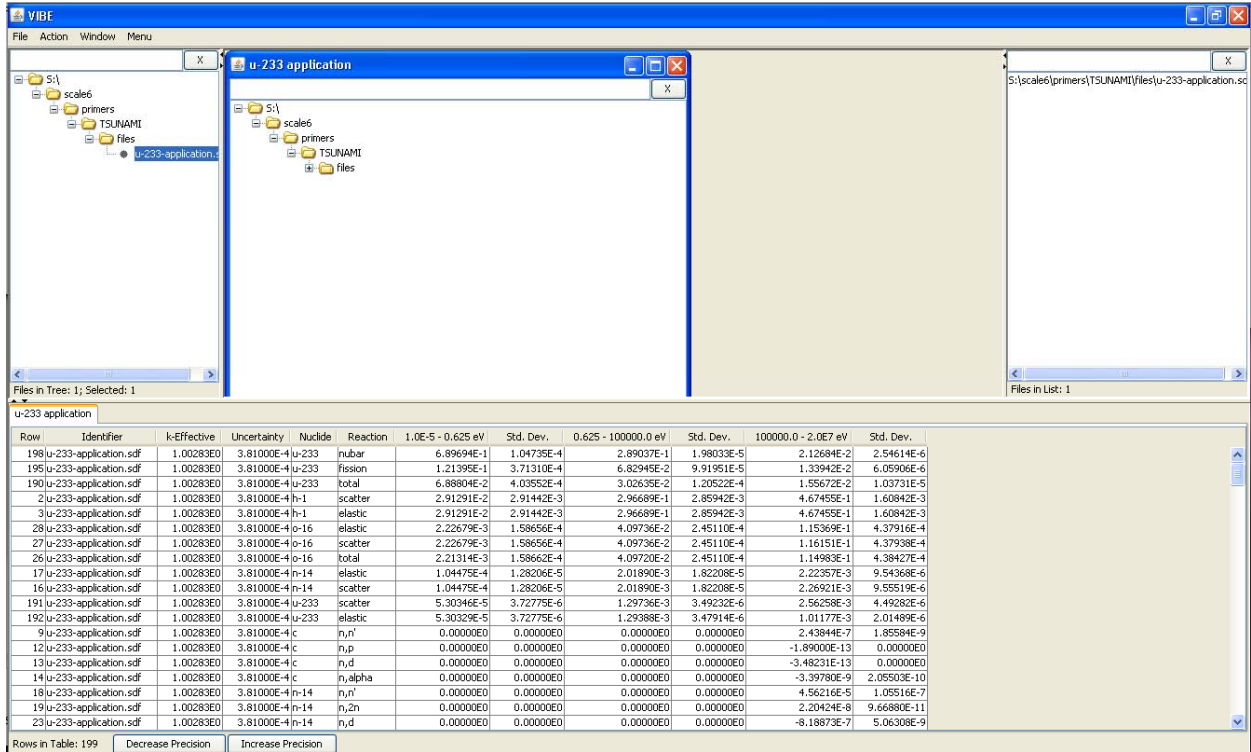 VIBE
File Action Window Menu
X
S:\
scale6
primers
TSUNAMI
files
u-233-application.s
Files in Tree: 1; Selected: 1
u-233 application
X
S:\
scale6
primers
TSUNAMI
files
X
S:\scale6\primers\TSUNAMI\files\u-233-application.sc
Files in List: 1
u-233 application
Row Identifier k-Effective Uncertainty Nuclide Reaction 1.0E-5 - 0.625 eV Std. Dev. 0.625 - 100000.0 eV Std. Dev. 100000.0 - 2.0E7 eV Std. Dev.
198 u-233-application.sdf 1.00283E0 3.81000E-4 u-233 nubar 6.89694E-1 1.04735E-4 2.89037E-1 1.98033E-5 2.12684E-2 2.54614E-6
195 u-233-application.sdf 1.00283E0 3.81000E-4 u-233 fission 1.21395E-1 3.71310E-4 6.82945E-2 9.91951E-5 1.33942E-2 6.05906E-6
190 u-233-application.sdf 1.00283E0 3.81000E-4 u-233 total 6.88804E-2 4.03552E-4 3.02635E-2 1.20522E-4 1.55672E-2 1.03731E-5
2 u-233-application.sdf 1.00283E0 3.81000E-4 h-1 scatter 2.91291E-2 2.91442E-3 2.96689E-1 2.85942E-3 4.67455E-1 1.60842E-3
3 u-233-application.sdf 1.00283E0 3.81000E-4 h-1 elastic 2.91291E-2 2.91442E-3 2.96689E-1 2.85942E-3 4.67455E-1 1.60842E-3
28 u-233-application.sdf 1.00283E0 3.81000E-4 o-16 elastic 2.22679E-3 1.58656E-4 4.09736E-2 2.45110E-4 1.15369E-1 4.37916E-4
27 u-233-application.sdf 1.00283E0 3.81000E-4 o-16 scatter 2.22679E-3 1.58656E-4 4.09736E-2 2.45110E-4 1.16151E-1 4.37938E-4
26 u-233-application.sdf 1.00283E0 3.81000E-4 o-16 total 2.21314E-3 1.58662E-4 4.09720E-2 2.45110E-4 1.14983E-1 4.38427E-4
17 u-233-application.sdf 1.00283E0 3.81000E-4 n-14 elastic 1.04475E-4 1.28206E-5 2.01890E-3 1.82208E-5 2.22357E-3 9.54368E-6
16 u-233-application.sdf 1.00283E0 3.81000E-4 n-14 scatter 1.04475E-4 1.28206E-5 2.01890E-3 1.82208E-5 2.26921E-3 9.55519E-6
191 u-233-application.sdf 1.00283E0 3.81000E-4 u-233 scatter 5.30346E-5 3.72775E-6 1.29736E-3 3.49232E-6 2.56258E-3 4.49282E-6
192 u-233-application.sdf 1.00283E0 3.81000E-4 u-233 elastic 5.30329E-5 3.72775E-6 1.29388E-3 3.47914E-6 1.01177E-3 2.01489E-6
9 u-233-application.sdf 1.00283E0 3.81000E-4 c n,n' 0.00000E0 0.00000E0 0.00000E0 0.00000E0 2.43844E-7 1.85584E-9
12 u-233-application.sdf 1.00283E0 3.81000E-4 c n,p 0.00000E0 0.00000E0 0.00000E0 0.00000E0 -1.89000E-13 0.00000E0
13 u-233-application.sdf 1.00283E0 3.81000E-4 c n,d 0.00000E0 0.00000E0 0.00000E0 0.00000E0 -3.48231E-13 0.00000E0
14 u-233-application.sdf 1.00283E0 3.81000E-4 c n,alpha 0.00000E0 0.00000E0 0.00000E0 0.00000E0 -3.39780E-9 2.05503E-10
18 u-233-application.sdf 1.00283E0 3.81000E-4 n-14 n,n' 0.00000E0 0.00000E0 0.00000E0 0.00000E0 4.56216E-5 1.05516E-7
19 u-233-application.sdf 1.00283E0 3.81000E-4 n-14 n,2n 0.00000E0 0.00000E0 0.00000E0 0.00000E0 2.20424E-8 9.66880E-11
23 u-233-application.sdf 1.00283E0 3.81000E-4 n-14 n,d 0.00000E0 0.00000E0 0.00000E0 0.00000E0 -8.18873E-7 5.06308E-9
Rows in Table: 199 Decrease Precision Increase Precision